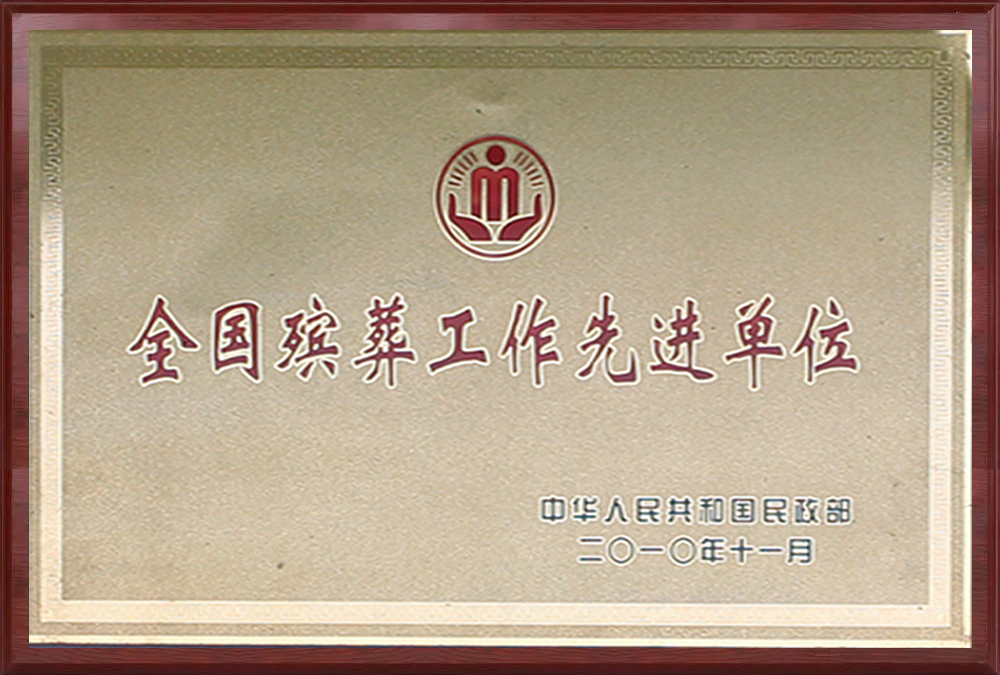 全国殡葬工作先进单位
中华人民共和国民政部
二〇一〇年十一月